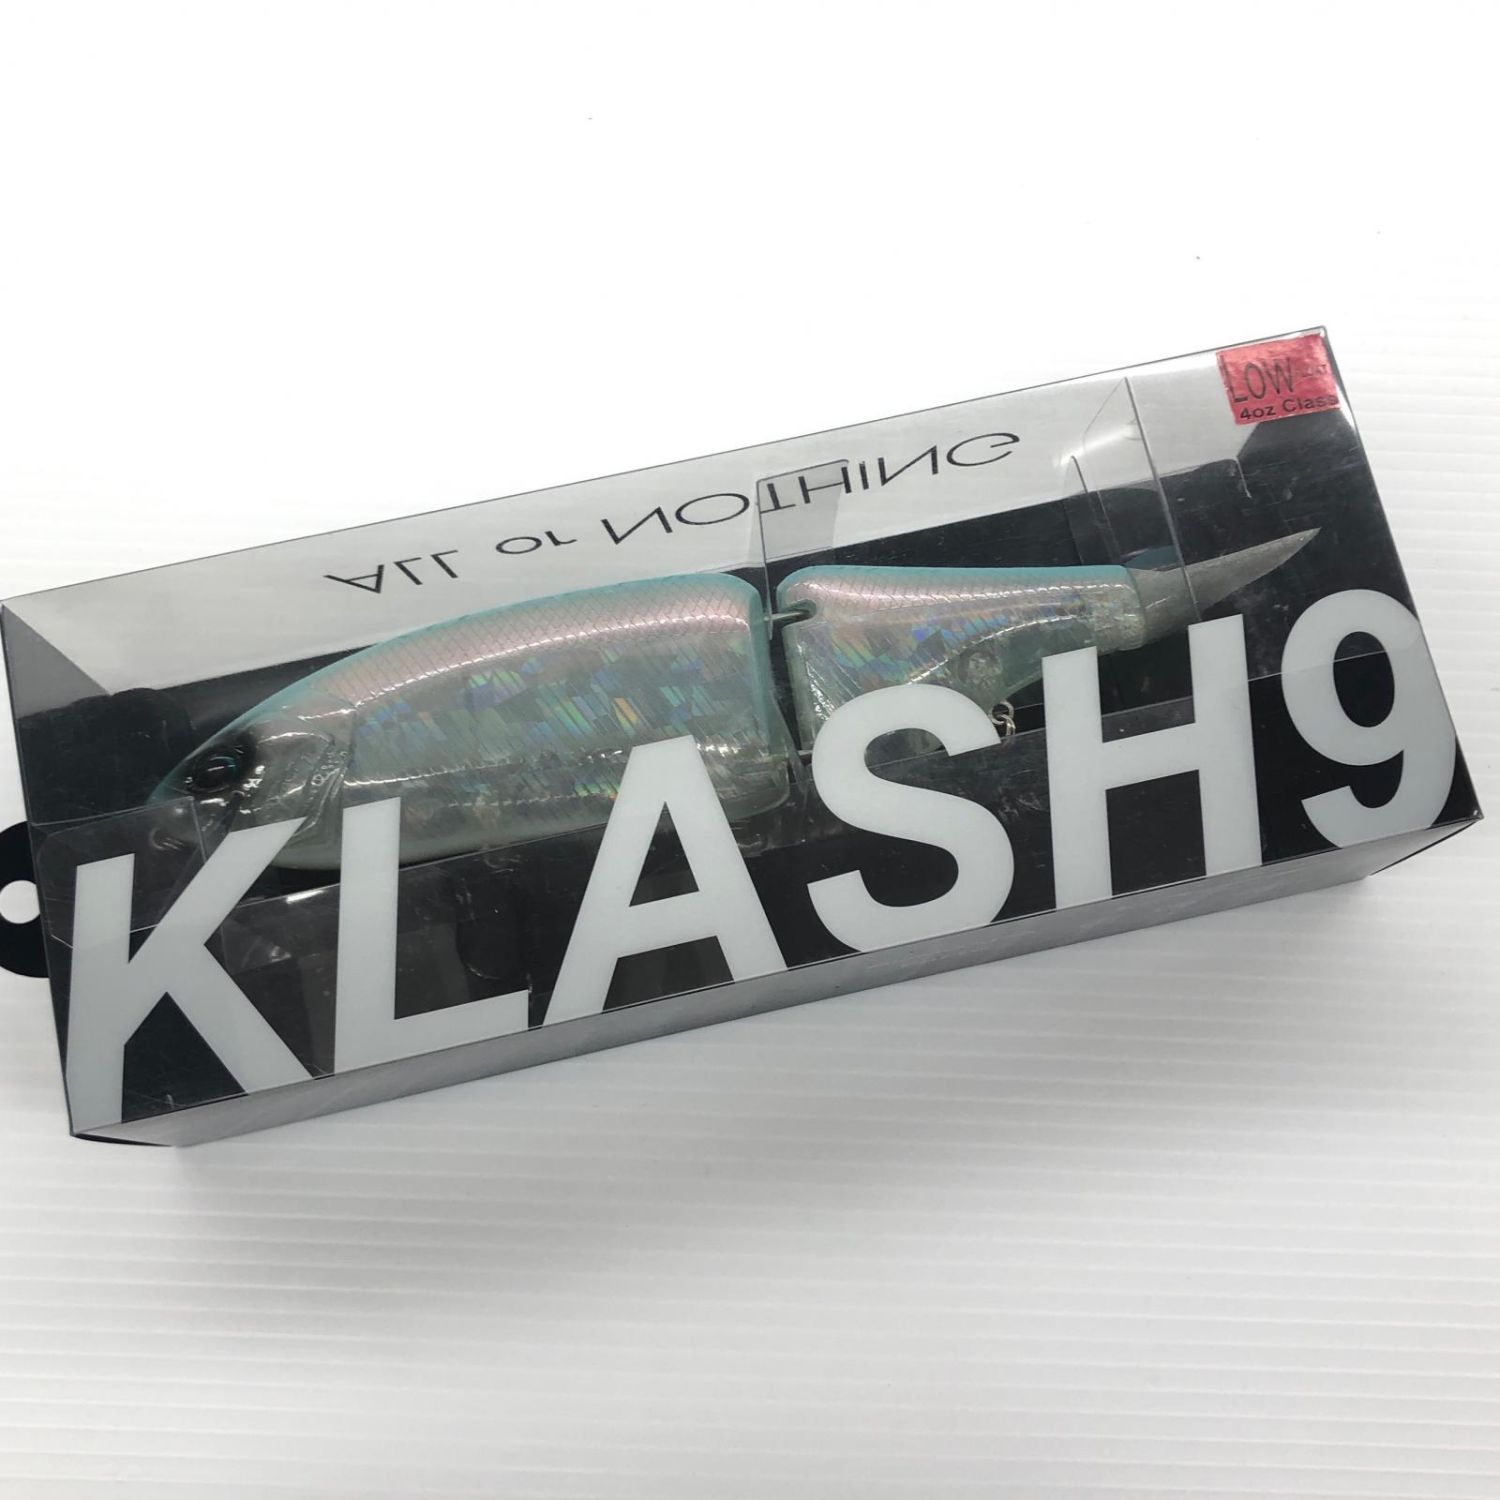 LOW
4oz Class
ALL or NOTHING
KLASH9